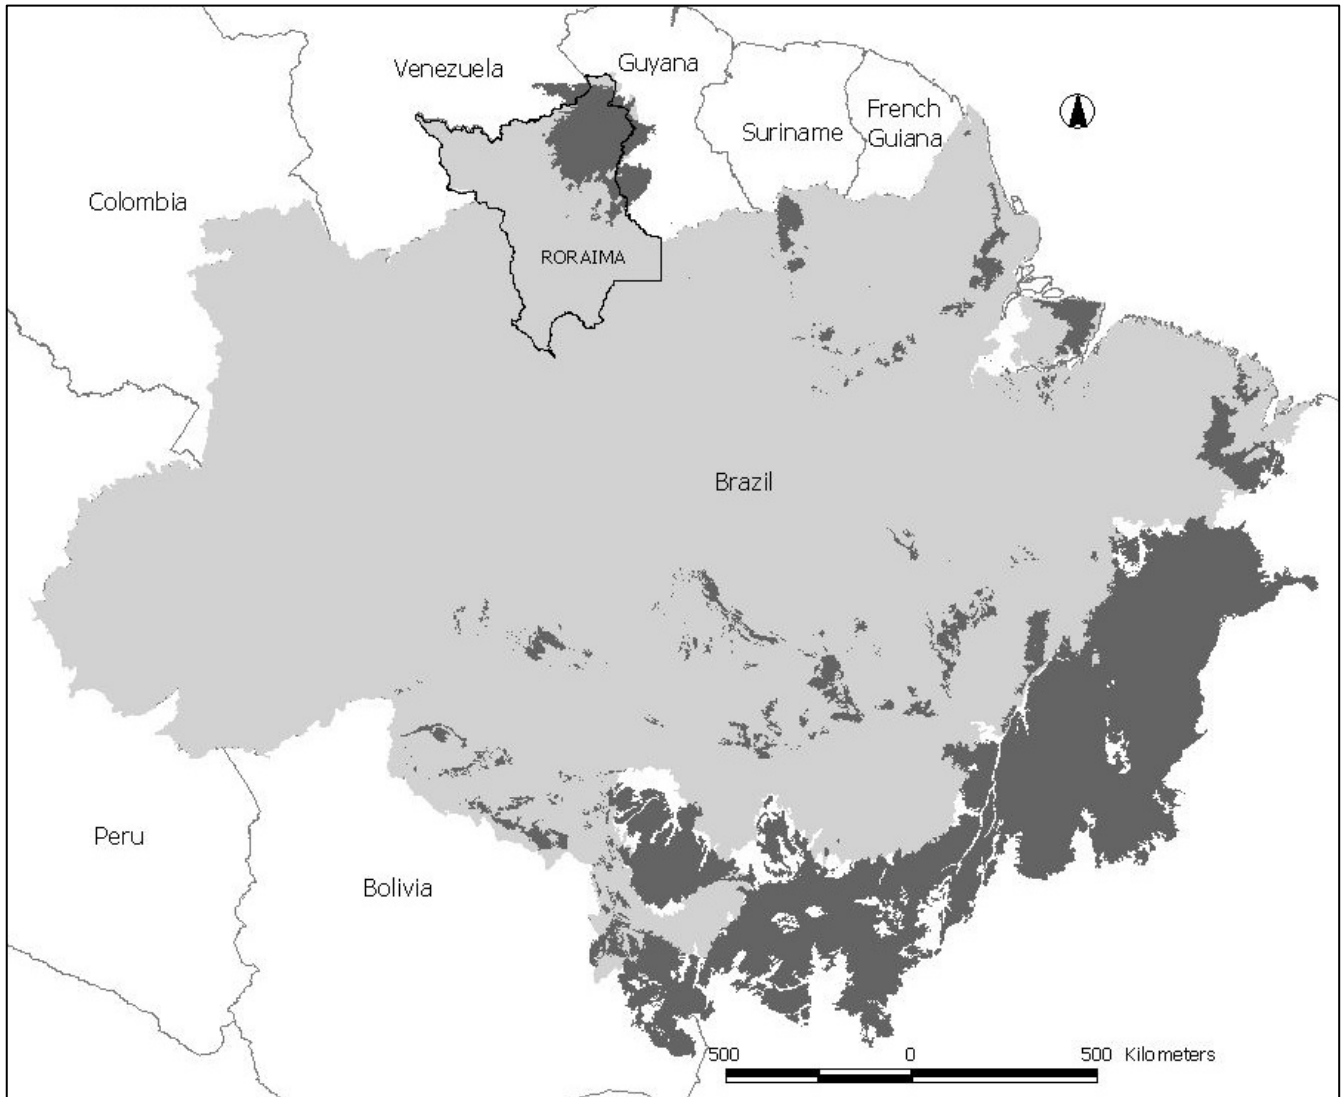 Venezuela
Guyana
Suriname
French
Guiana
Colombia
RORAIMA
Brazil
Peru
Bolivia
500 0 500 Kilometers